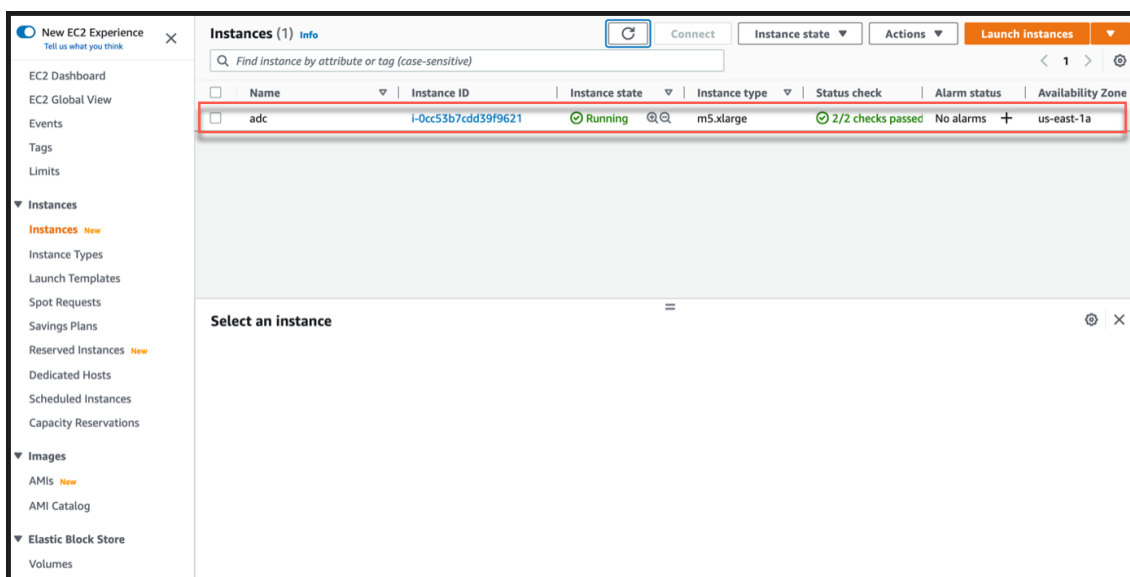 New EC2 Experience
Tell us what you think
EC2 Dashboard
EC2 Global View
Events
Tags
Limits
Instances
Instances New
Instance Types
Launch Templates
Spot Requests
Savings Plans
Reserved Instances New
Dedicated Hosts
Scheduled Instances
Capacity Reservations
Images
AMIs New
AMI Catalog
Elastic Block Store
Volumes
Instances (1) Info
Connect Instance state Actions Launch instances
Find instance by attribute or tag (case-sensitive)
1
Name Instance ID Instance state Instance type Status check Alarm status Availability Zone
adc i-0cc53b7cdd39f9621 Running m5.xlarge 2/2 checks passed No alarms + us-east-1a
Select an instance